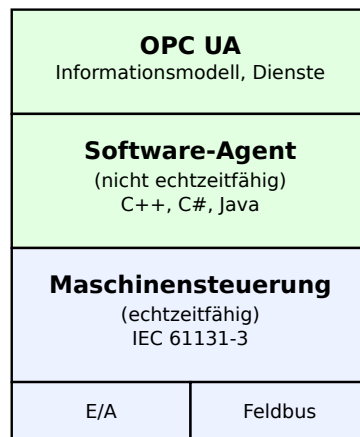 OPC UA
Informationsmodell, Dienste
Software-Agent
(nicht echtzeitfähig)
C++, C#, Java
Maschinensteuerung
(echtzeitfähig)
IEC 61131-3
E/A
Feldbus